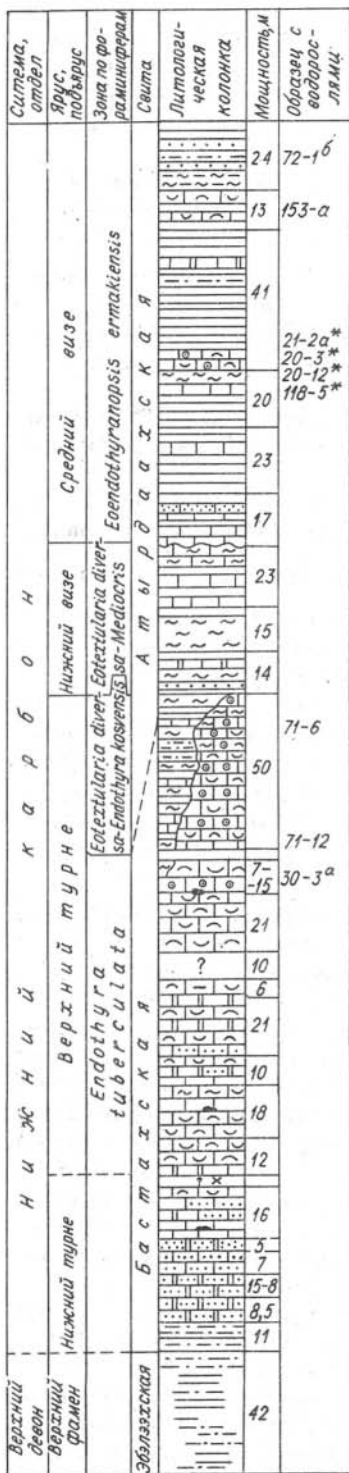 Ситема, отдел
Ярус, подъярус
Зона по фораминиферам
Свита
Литологическая колонка
Мощность, м
Образец с водорослями
Нижний карбон
Верхний девон
Средний визе
Нижний визе
Верхний турне
Нижний турне
Верхний фамен
Eoendothyranopsis ermakiensis
Eotextularia diversa-Mediocris
Eotextularia diversa-Endothyra kosvensis
Endothyra tuberculata
Атырдахская
Бастахская
Эбэлээхская
?
24
13
41
20
23
17
23
15
14
50
7-
-15
21
10
6
21
10
18
12
16
5
7
15-8
8,5
11
42
72-1б
153-а
21-2а*
20-3*
20-12*
118-5*
71-6
71-12
30-3а